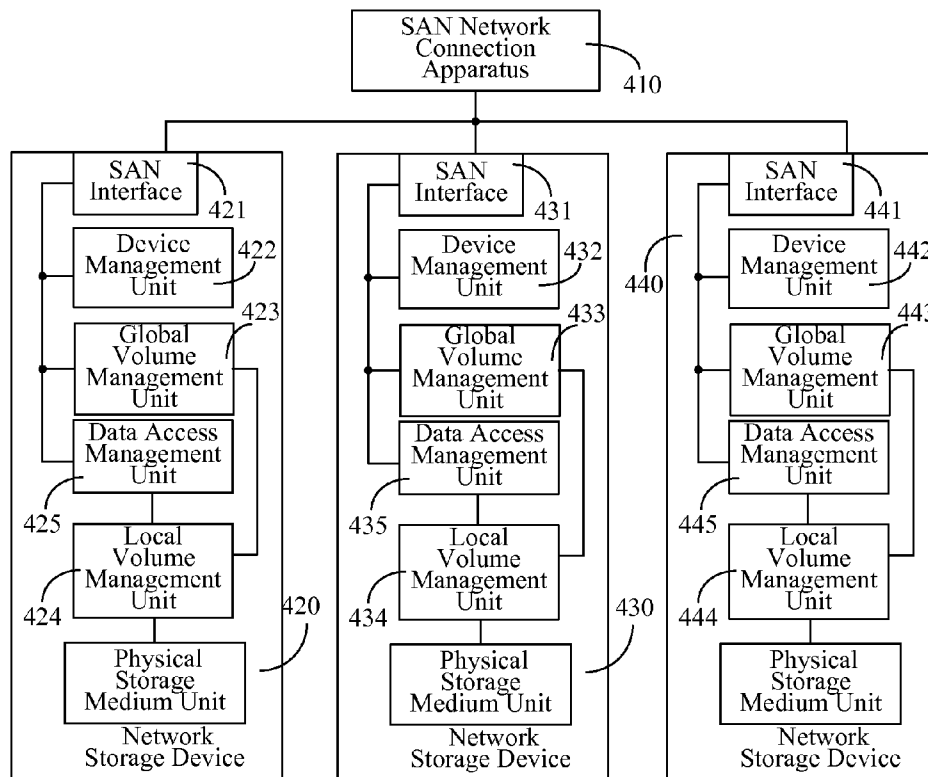 SAN Network
Connection
Apparatus
410
SAN
Interface
421
Device
Management
Unit
422
423
Global
Volume
Management
Unit
Data Access
Management
Unit
425
Local
Volume
Management
Unit
424
420
Physical
Storage
Medium Unit
Network
Storage Device
SAN
Interface
431
Device
Management
Unit
432
433
Global
Volume
Management
Unit
Data Access
Management
Unit
435
Local
Volume
Management
Unit
434
430
Physical
Storage
Medium Unit
Network
Storage Device
SAN
Interface
441
440
Device
Management
Unit
442
443
Global
Volume
Management
Unit
Data Access
Management
Unit
445
Local
Volume
Management
Unit
444
Physical
Storage
Medium Unit
Network
Storage Device